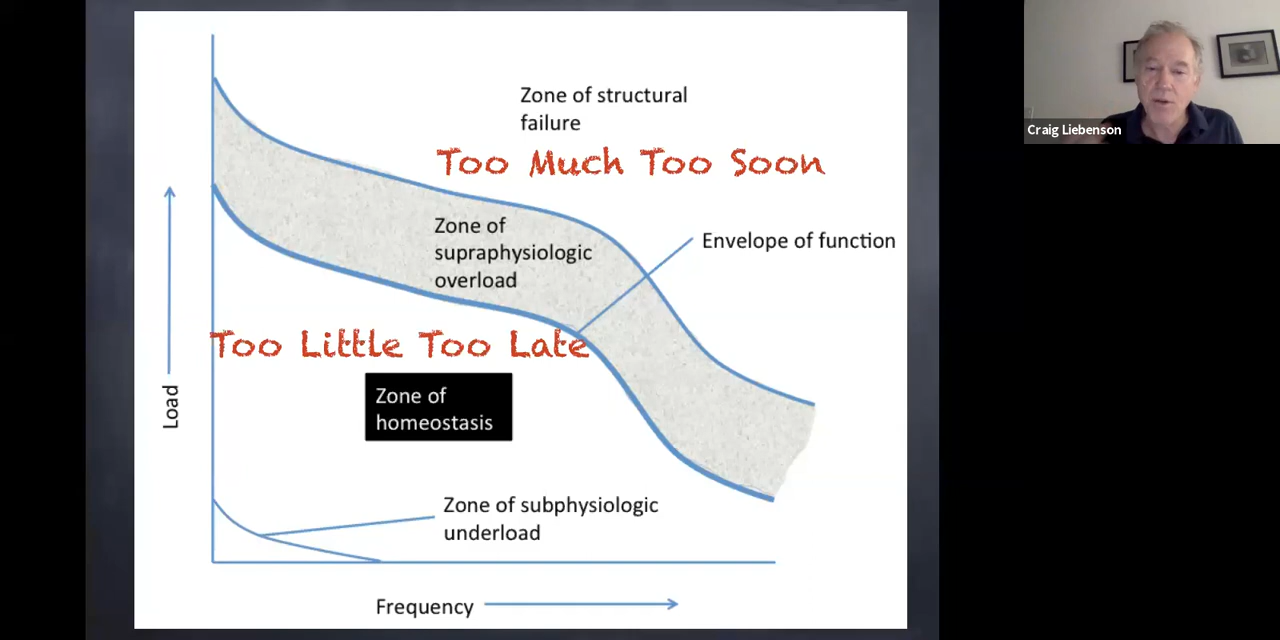 Zone of structural
failure
Too Much Too Soon
Craig Liebenson
Zone of
supraphysiologic
overload
Envelope of function
Too Little Too Late
Zone of
homeostasis
Load
Zone of subphysiologic
underload
Frequency